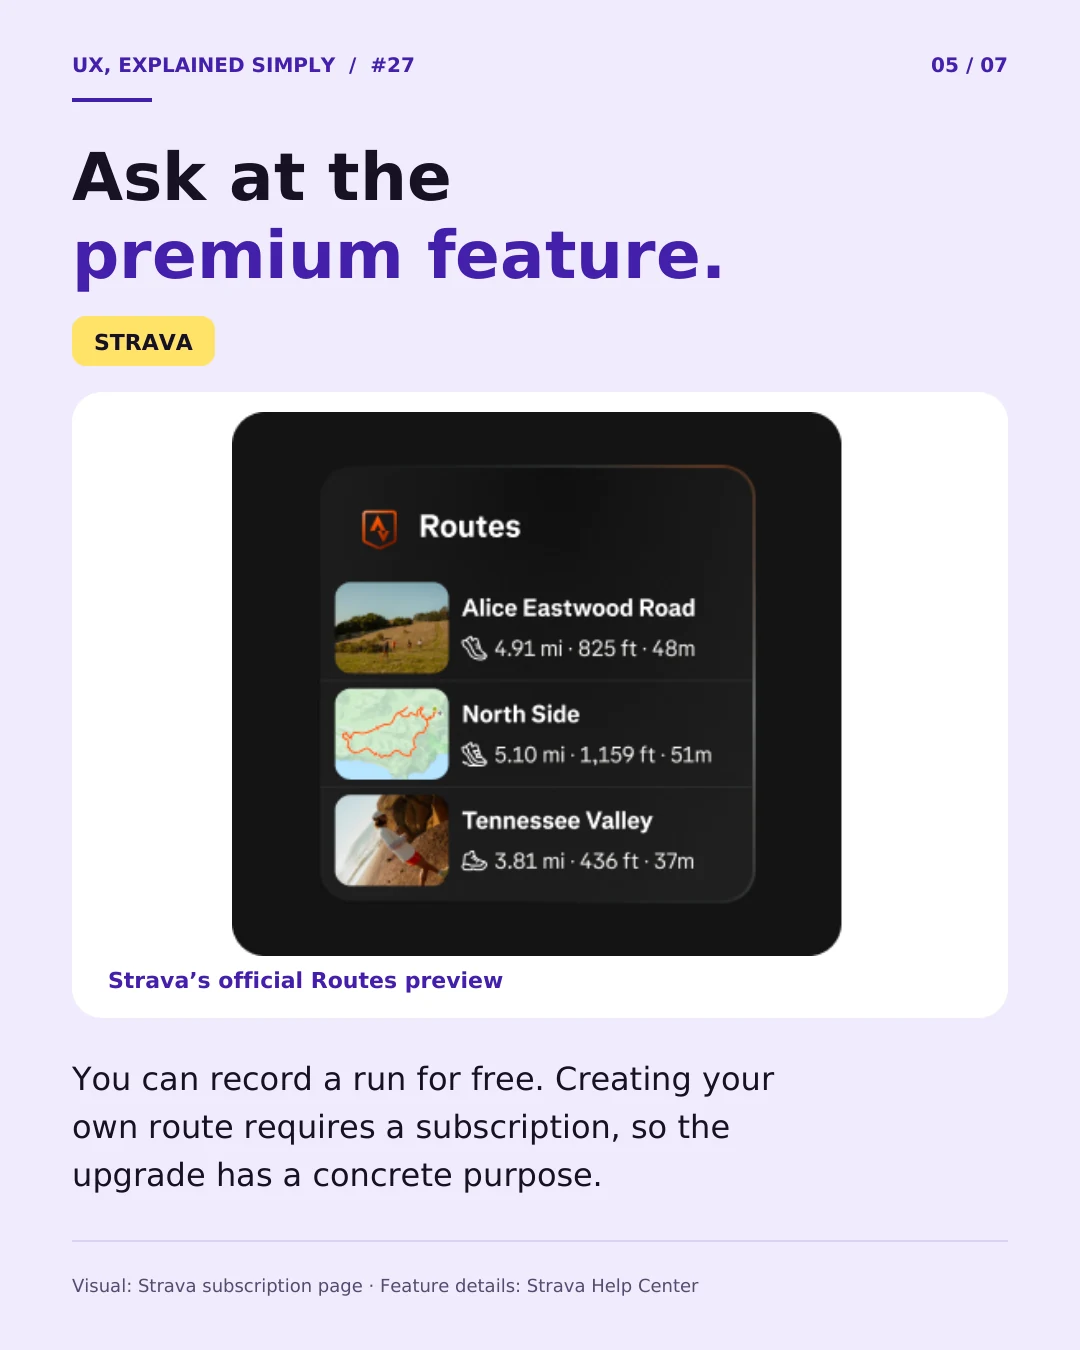 UX, EXPLAINED SIMPLY / #27
05 / 07
Ask at the
premium feature.
STRAVA
Routes
Alice Eastwood Road
4.91 mi · 825 ft · 48m
North Side
5.10 mi · 1,159 ft · 51m
Tennessee Valley
3.81 mi · 436 ft · 37m
Strava’s official Routes preview
You can record a run for free. Creating your
own route requires a subscription, so the
upgrade has a concrete purpose.
Visual: Strava subscription page · Feature details: Strava Help Center